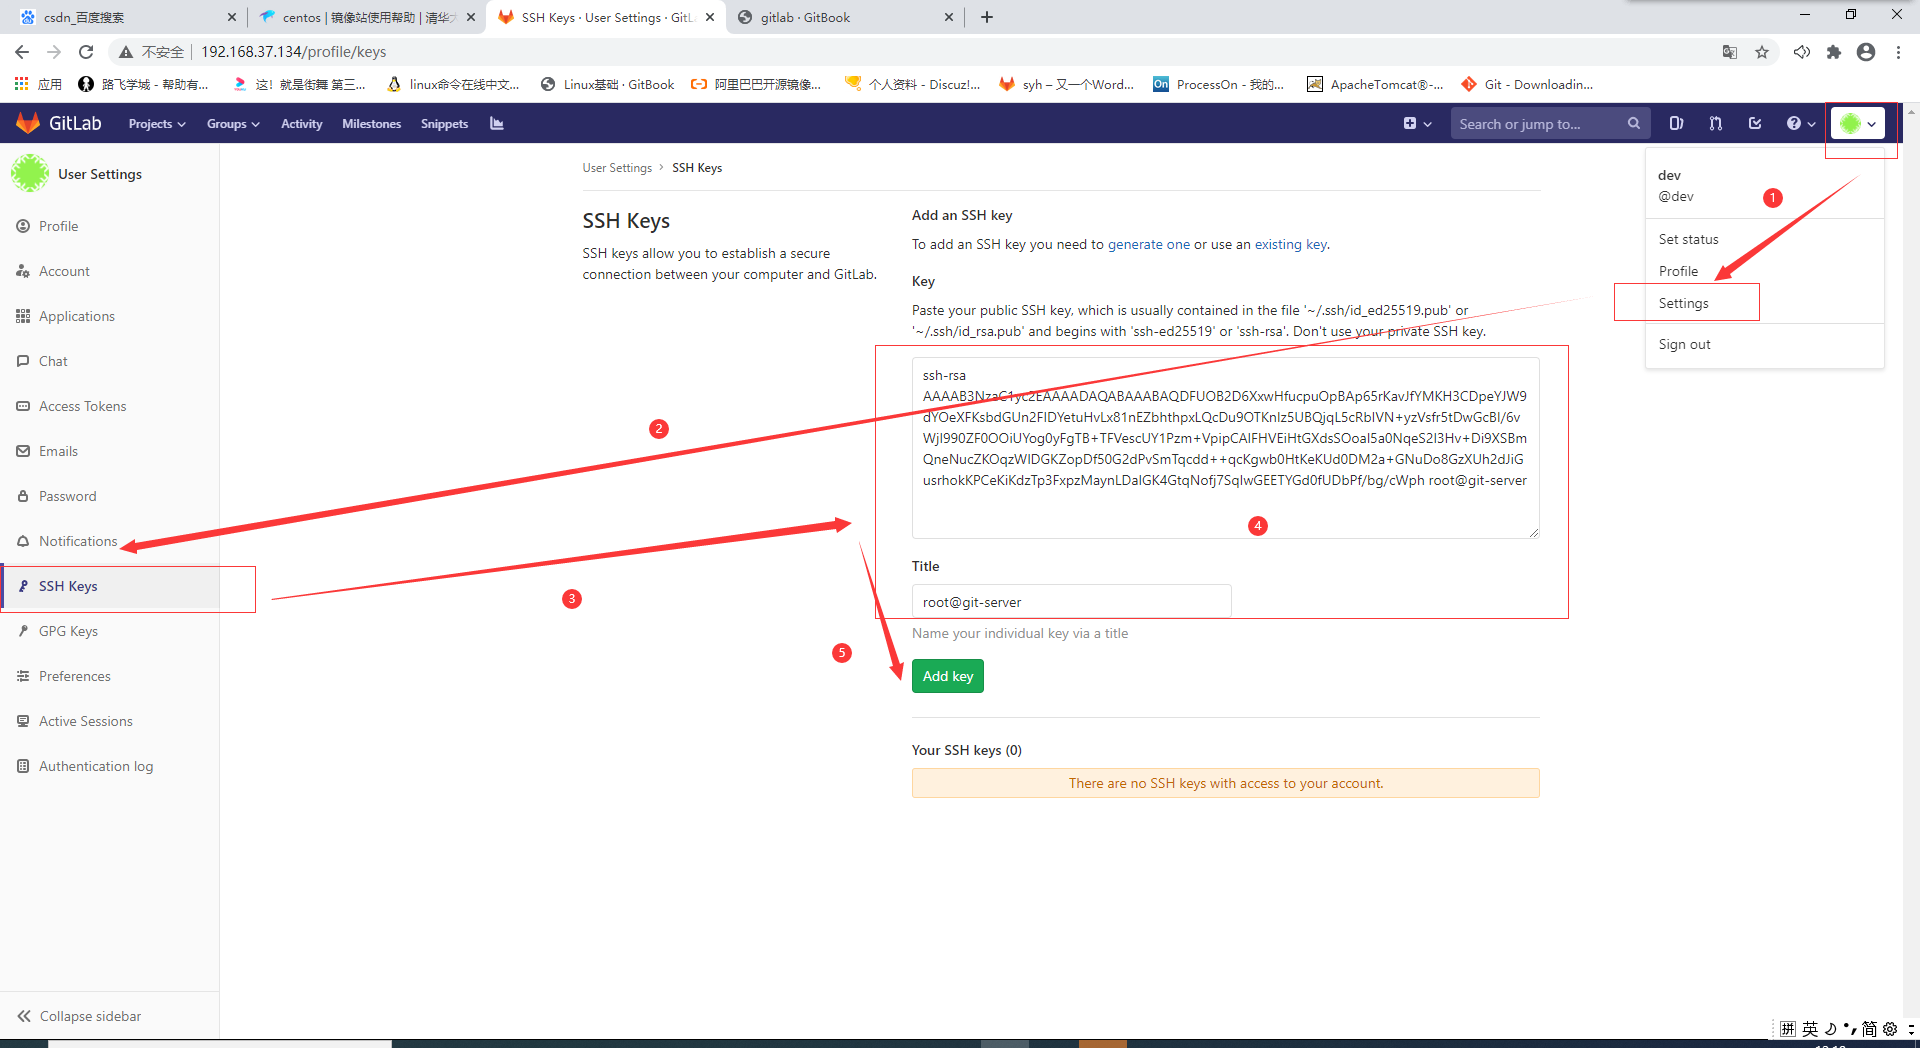 csdn_百度搜索
centos | 镜像站使用帮助 | 清华大
SSH Keys · User Settings · GitL
gitlab · GitBook
不安全
192.168.37.134/profile/keys
应用
路飞学城 - 帮助有...
这！就是街舞 第三...
linux命令在线中文...
Linux基础 · GitBook
阿里巴巴开源镜像...
个人资料 - Discuz!...
syh – 又一个Word...
On
ProcessOn - 我的...
ApacheTomcat®-...
Git - Downloadin...
GitLab
Projects
Groups
Activity
Milestones
Snippets
Search or jump to...
User Settings
Profile
Account
Applications
Chat
Access Tokens
Emails
Password
Notifications
SSH Keys
GPG Keys
Preferences
Active Sessions
Authentication log
Collapse sidebar
User Settings > SSH Keys
SSH Keys
SSH keys allow you to establish a secure
connection between your computer and GitLab.
Add an SSH key
To add an SSH key you need to generate one or use an existing key.
Key
Paste your public SSH key, which is usually contained in the file '~/.ssh/id_ed25519.pub' or
'~/.ssh/id_rsa.pub' and begins with 'ssh-ed25519' or 'ssh-rsa'. Don't use your private SSH key.
ssh-rsa
AAAAB3NzaC1yc2EAAAADAQABAAABAQDFUOB2D6XxwHfucpuOpBAp65rKavJfYMKH3CDpeYJW9
dYOeXFKsbdGUn2FIDYetuHvLx81nEZbhthpxLQcDu9OTKnIz5UBQjqL5cRbIVN+yzVsfr5tDwGcBI/6v
WjI990ZF0OOiUYog0yFgTB+TFVescUY1Pzm+VpipCAIFHVEiHtGXdsSOoaI5a0NqeS2I3Hv+Di9XSBm
QneNucZKOqzWIDGKZopDf50G2dPvSmTqcdd++qcKgwb0HtKeKUd0DM2a+GNuDo8GzXUh2dJiG
usrhokKPCeKiKdzTp3FxpzMaynLDaIGK4GtqNofj7SqIwGEETYGd0fUDbPf/bg/cWph root@git-server
Title
root@git-server
Name your individual key via a title
Add key
Your SSH keys (0)
There are no SSH keys with access to your account.
dev
@dev
Set status
Profile
Settings
Sign out
1
2
3
4
5
拼 英 简